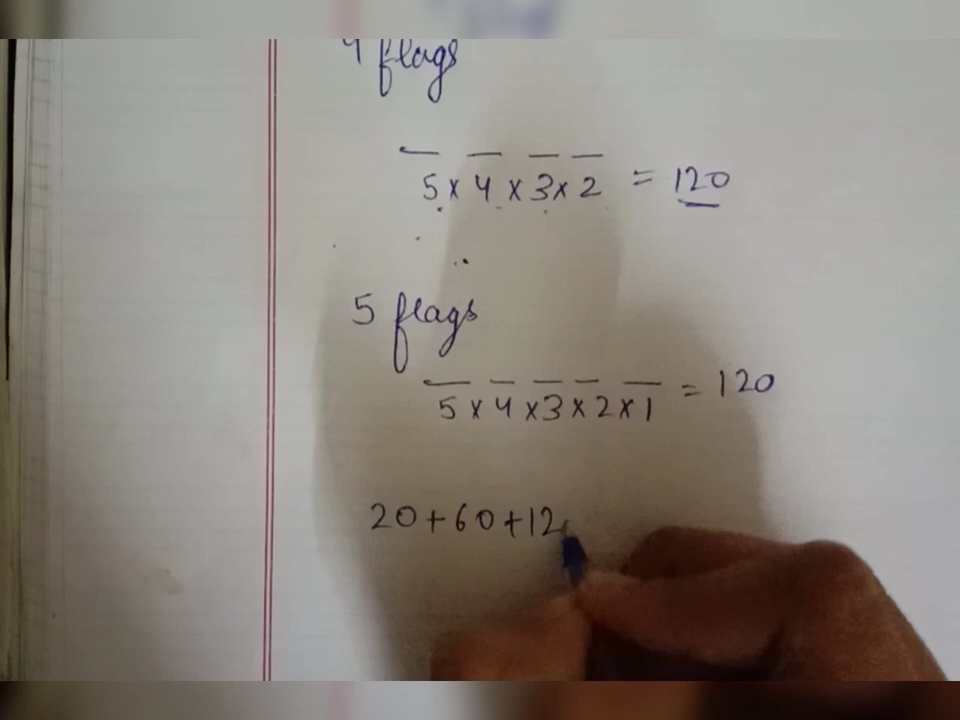 4 flags
5 x 4 x 3 x 2 = 120
5 flags
5 x 4 x 3 x 2 x 1 = 120
20+60+12